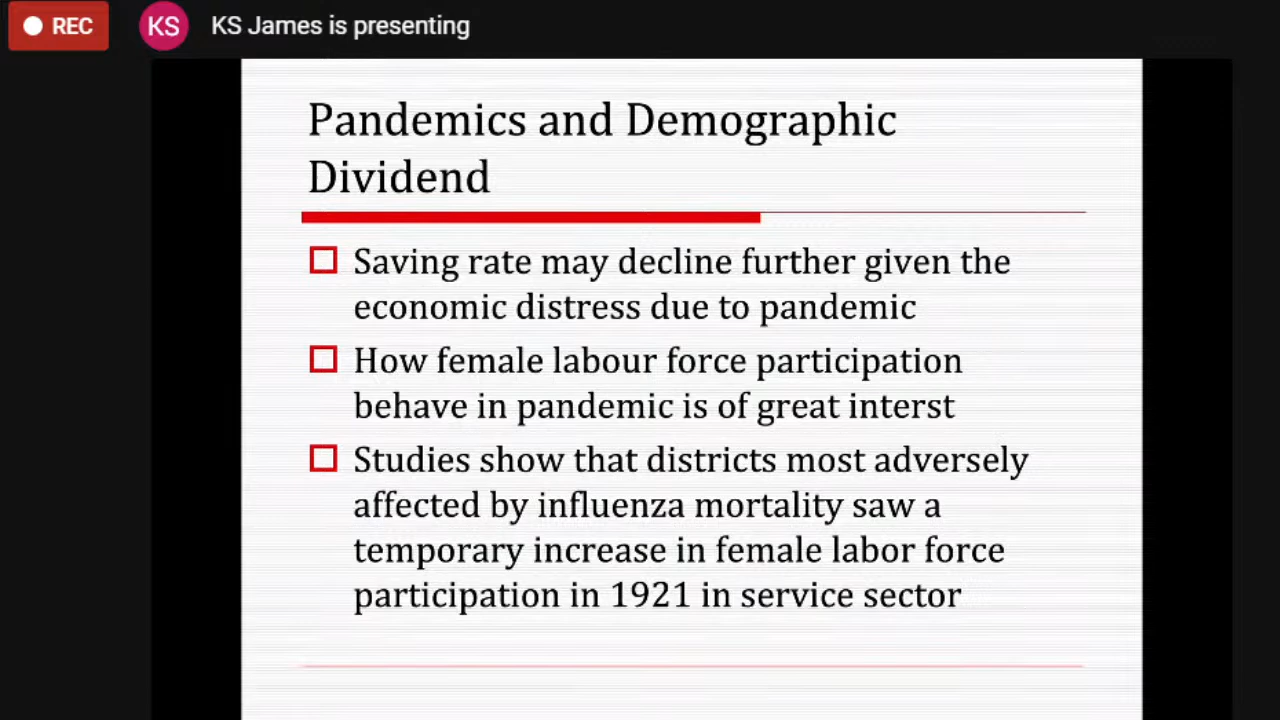 REC
KS
KS James is presenting
Pandemics and Demographic
Dividend
Saving rate may decline further given the
economic distress due to pandemic
How female labour force participation
behave in pandemic is of great interst
Studies show that districts most adversely
affected by influenza mortality saw a
temporary increase in female labor force
participation in 1921 in service sector